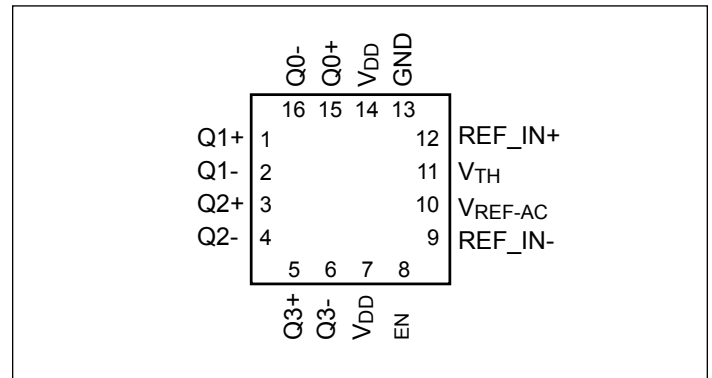 Q0- Q0+ VDD GND
16 15 14 13
Q1+ 1 12 REF_IN+
Q1- 2 11 VTH
Q2+ 3 10 VREF-AC
Q2- 4 9 REF_IN-
5 6 7 8
Q3+ Q3- VDD EN